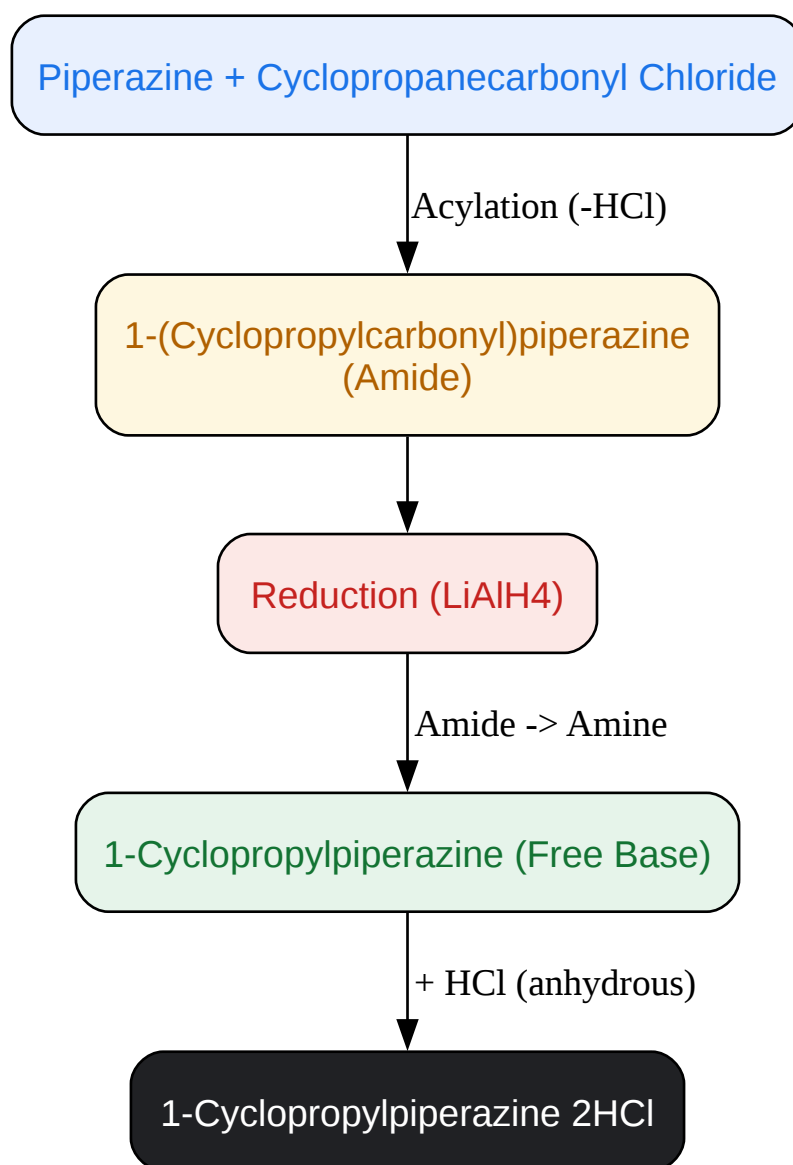 Piperazine + Cyclopropanecarbonyl Chloride
Acylation (-HCl)
1-(Cyclopropylcarbonyl)piperazine
(Amide)
Reduction (LiAlH4)
Amide -> Amine
1-Cyclopropylpiperazine (Free Base)
+ HCl (anhydrous)
1-Cyclopropylpiperazine 2HCl